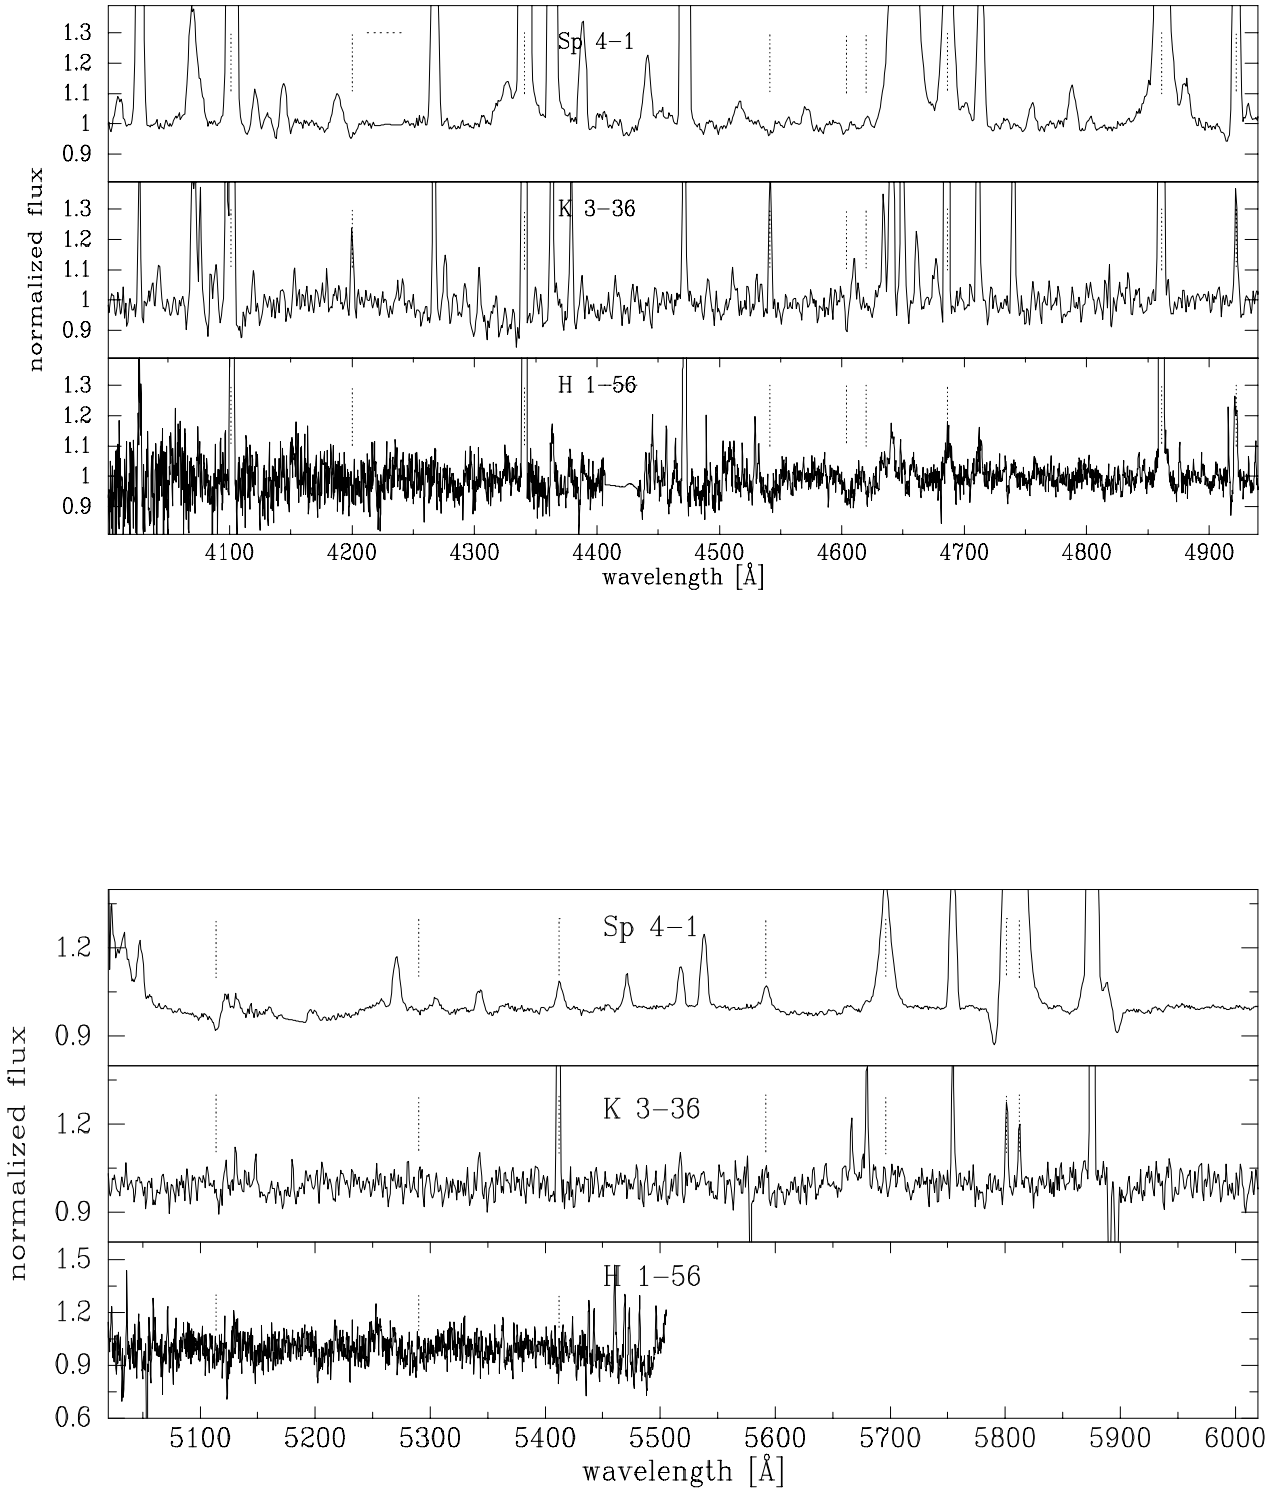 1.3
1.2
1.1
1
0.9
Sp 4-1
1.3
1.2
1.1
1
0.9
K 3-36
1.3
1.2
1.1
1
0.9
H 1-56
normalized flux
4100 4200 4300 4400 4500 4600 4700 4800 4900
wavelength [Å]
1.2
0.9
Sp 4-1
1.2
0.9
K 3-36
1.5
1.2
0.9
0.6
H 1-56
normalized flux
5100 5200 5300 5400 5500 5600 5700 5800 5900 6000
wavelength [Å]